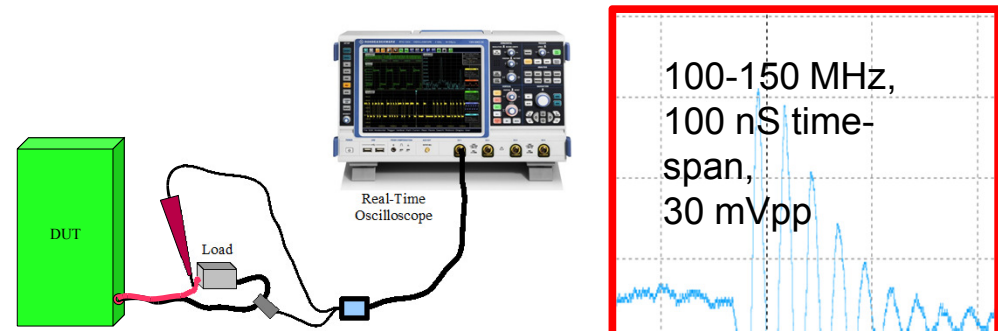 DUT
Load
Real-Time
Oscilloscope
100-150 MHz,
100 nS time-
span,
30 mVpp